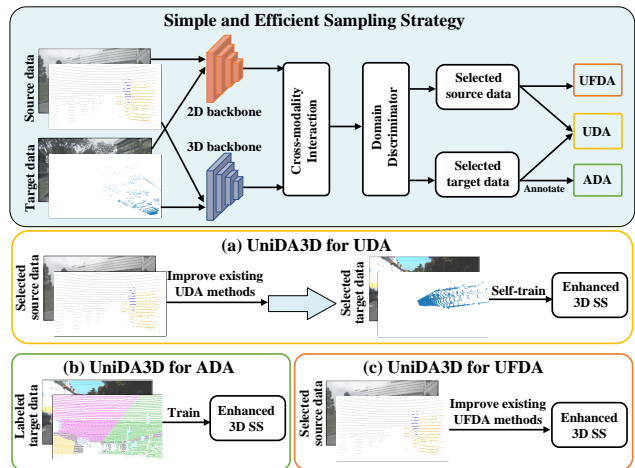 Simple and Efficient Sampling Strategy
Source data
Target data
2D backbone
3D backbone
Cross-modality
Interaction
Domain
Discriminator
Selected
source data
Selected
target data
Annotate
UFDA
UDA
ADA
(a) UniDA3D for UDA
Selected
source data
Improve existing
UDA methods
Selected
target data
Self-train
Enhanced
3D SS
(b) UniDA3D for ADA
Labeled
target data
Train
Enhanced
3D SS
(c) UniDA3D for UFDA
Selected
source data
Improve existing
UFDA methods
Enhanced
3D SS